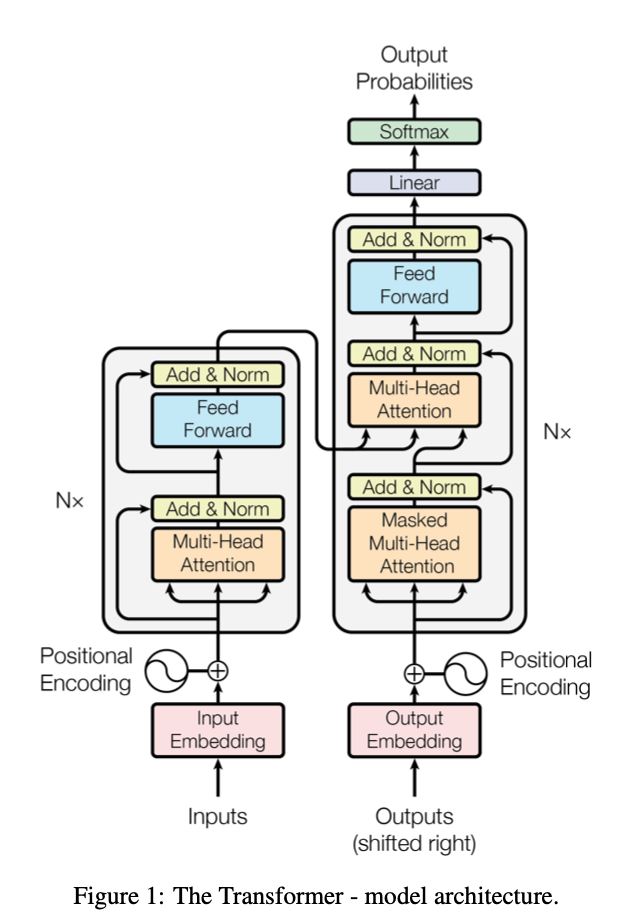 Output
Probabilities
Softmax
Linear
Add & Norm
Feed
Forward
Add & Norm
Multi-Head
Attention
Add & Norm
Masked
Multi-Head
Attention
Nx
Add & Norm
Feed
Forward
Add & Norm
Multi-Head
Attention
Nx
Positional
Encoding
Positional
Encoding
Input
Embedding
Output
Embedding
Inputs
Outputs
(shifted right)
Figure 1: The Transformer - model architecture.